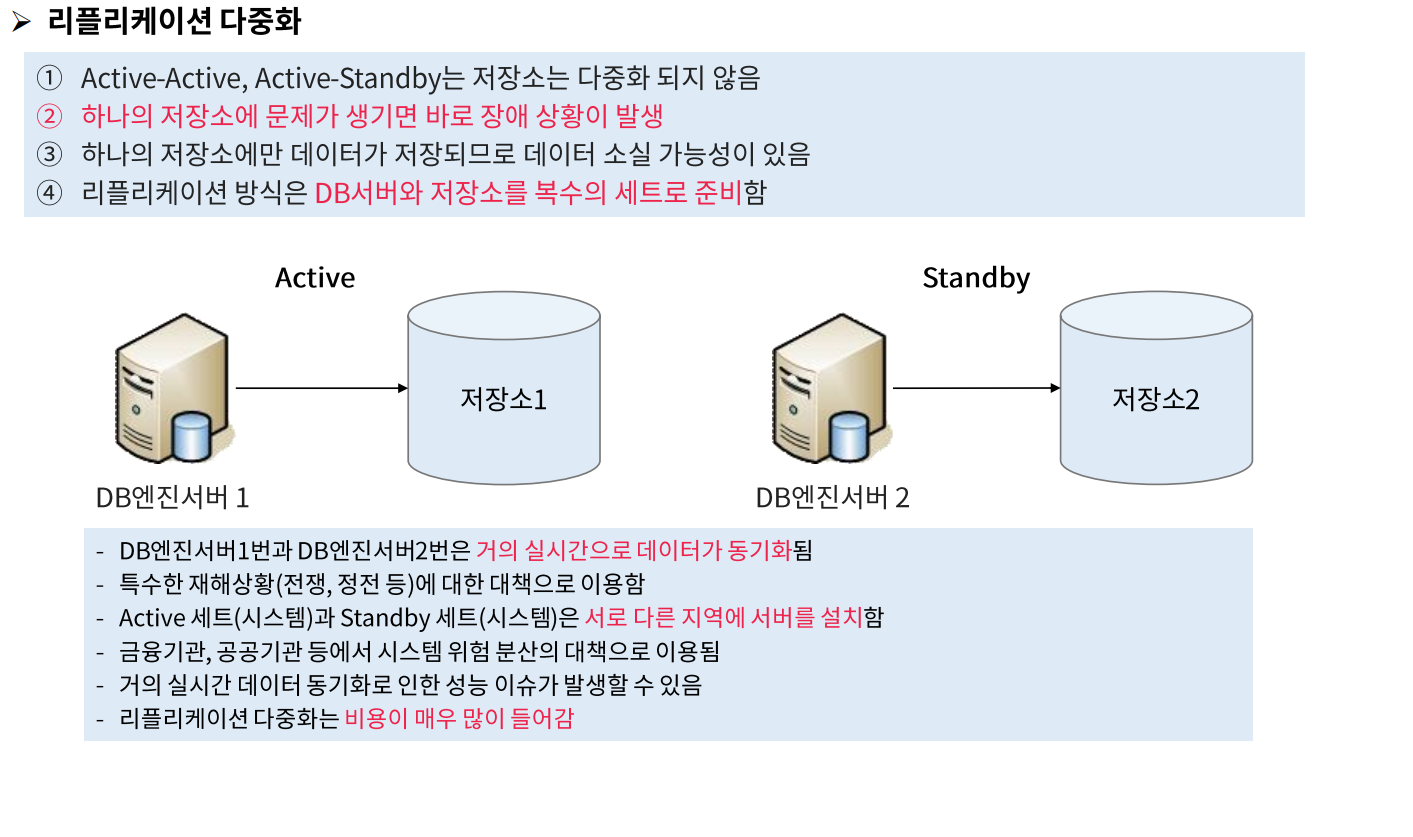 ➢ 리플리케이션 다중화
① Active-Active, Active-Standby는 저장소는 다중화 되지 않음
② 하나의 저장소에 문제가 생기면 바로 장애 상황이 발생
③ 하나의 저장소에만 데이터가 저장되므로 데이터 소실 가능성이 있음
④ 리플리케이션 방식은 DB서버와 저장소를 복수의 세트로 준비함
Active
저장소1
DB엔진서버 1
Standby
저장소2
DB엔진서버 2
- DB엔진서버1번과 DB엔진서버2번은 거의 실시간으로 데이터가 동기화됨
- 특수한 재해상황(전쟁, 정전 등)에 대한 대책으로 이용함
- Active 세트(시스템)과 Standby 세트(시스템)은 서로 다른 지역에 서버를 설치함
- 금융기관, 공공기관 등에서 시스템 위험 분산의 대책으로 이용됨
- 거의 실시간 데이터 동기화로 인한 성능 이슈가 발생할 수 있음
- 리플리케이션 다중화는 비용이 매우 많이 들어감